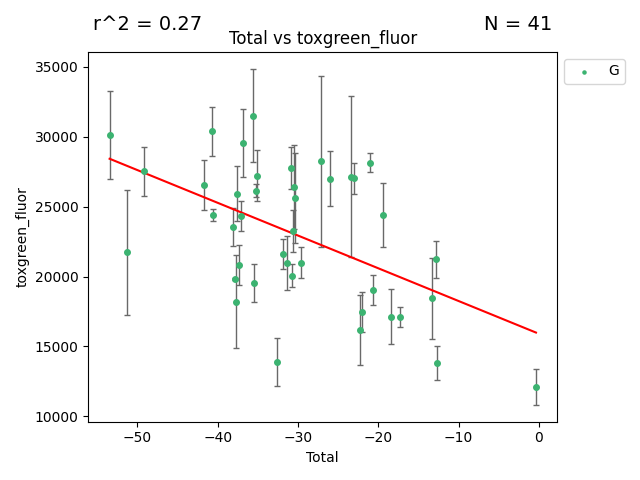 r^2 = 0.27
N = 41
Total vs toxgreen_fluor
G
35000
30000
25000
20000
15000
10000
toxgreen_fluor
−50
−40
−30
−20
−10
0
Total